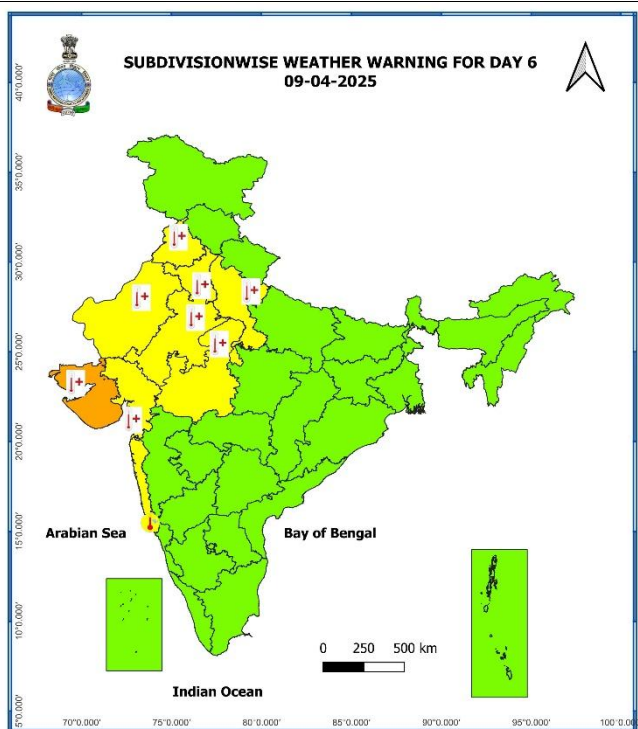 SUBDIVISIONWISE WEATHER WARNING FOR DAY 6
09-04-2025
40°0.000'
35°0.000'
30°0.000'
25°0.000'
20°0.000'
15°0.000'
10°0.000'
5°0.000'
Arabian Sea
Bay of Bengal
0 250 500 km
Indian Ocean
70°0.000' 75°0.000' 80°0.000' 85°0.000' 90°0.000' 95°0.000' 100°0.0